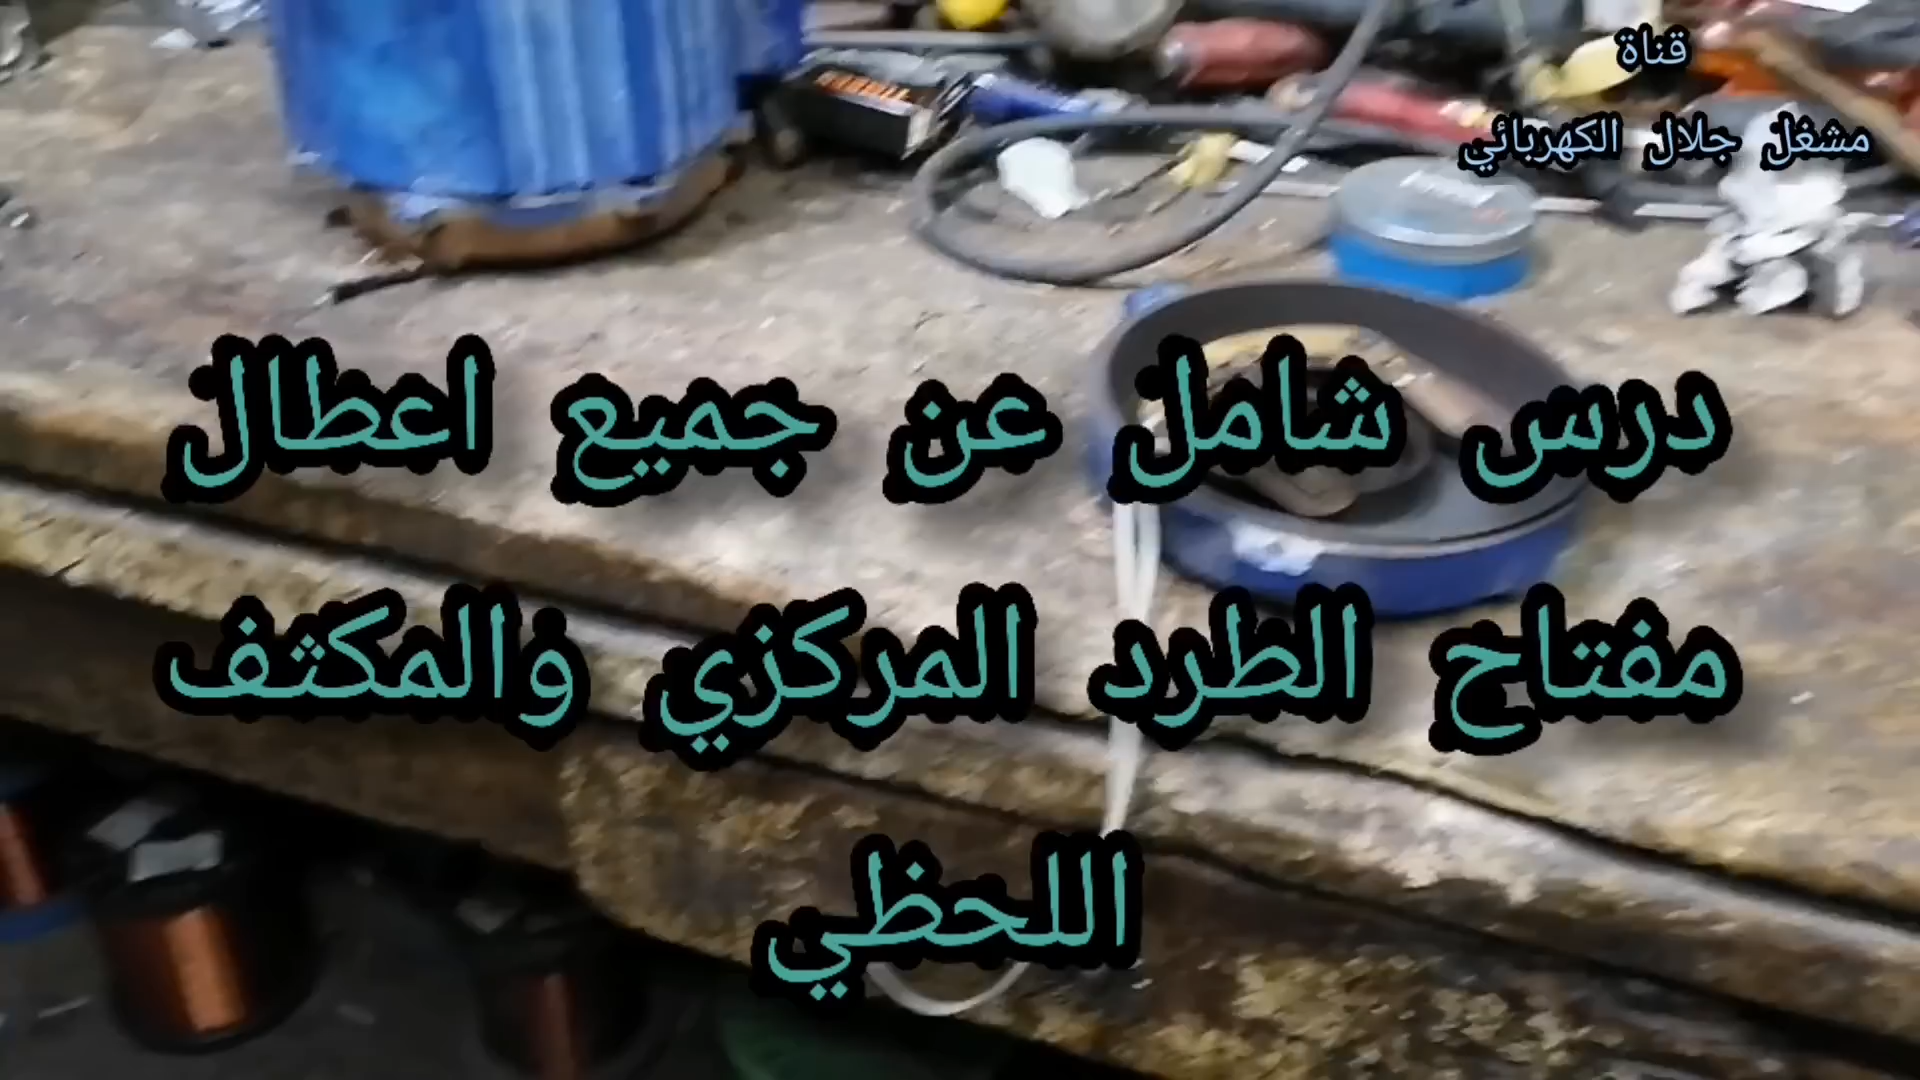 قناة
مشغل جلال الكهربائي
درس شامل عن جميع اعطال
مفتاح الطرد المركزي والمكثف
اللحظي